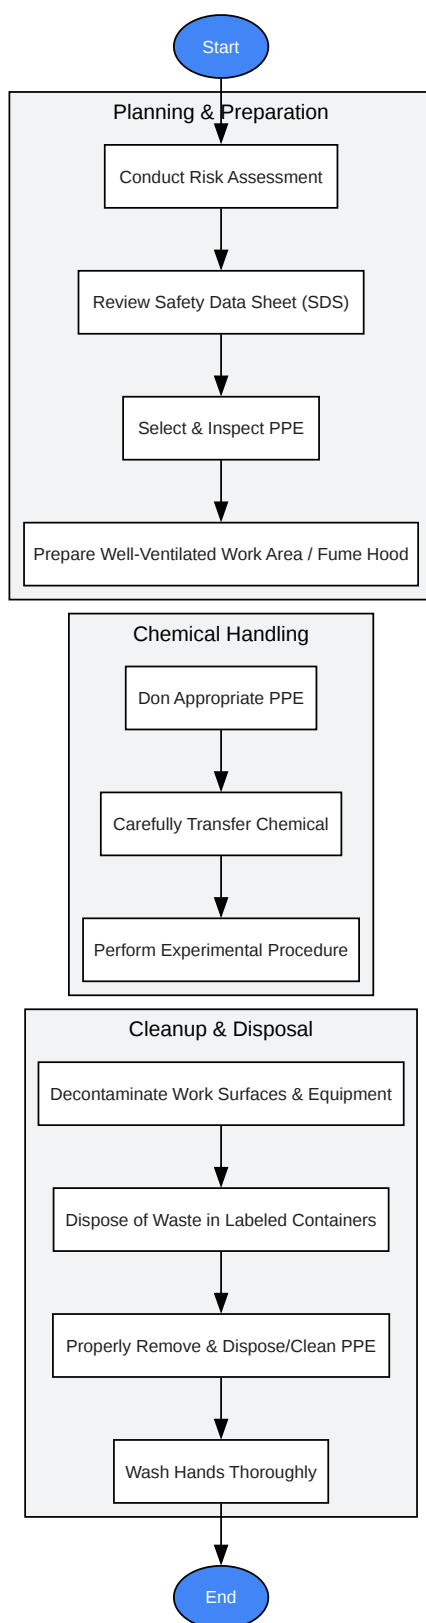 Start
Planning & Preparation
Conduct Risk Assessment
Review Safety Data Sheet (SDS)
Select & Inspect PPE
Prepare Well-Ventilated Work Area / Fume Hood
Chemical Handling
Don Appropriate PPE
Carefully Transfer Chemical
Perform Experimental Procedure
Cleanup & Disposal
Decontaminate Work Surfaces & Equipment
Dispose of Waste in Labeled Containers
Properly Remove & Dispose/Clean PPE
Wash Hands Thoroughly
End